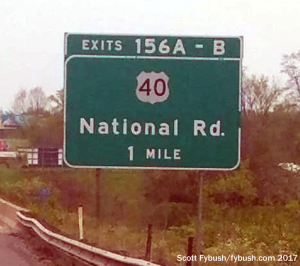 EXITS 156A - B
40
National Rd.
1 MILE
Scott Fybush/fybush.com 2017